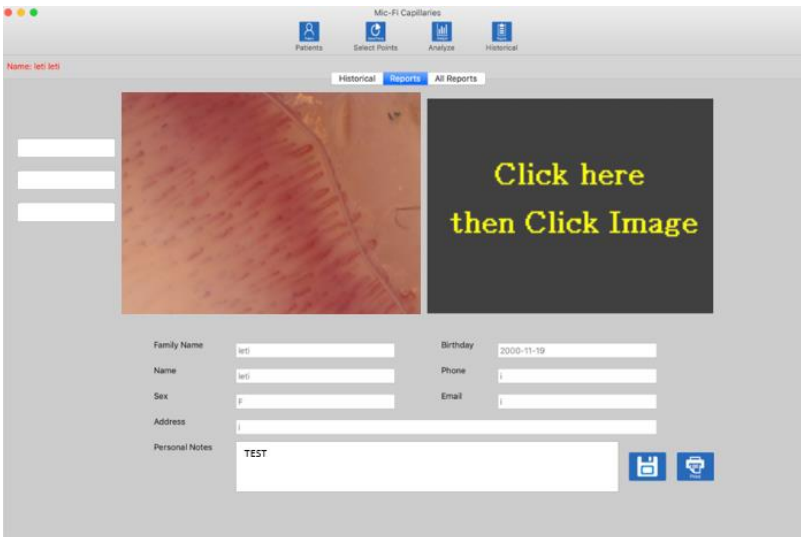 Mic-Fi Capillaries
Patients
Select Points
Analyze
Historical
Name: leti leti
Historical
Reports
All Reports
Click here
then Click Image
Family Name
leti
Birthday
2000-11-19
Name
leti
Phone
i
Sex
F
Email
i
Address
i
Personal Notes
TEST
Print